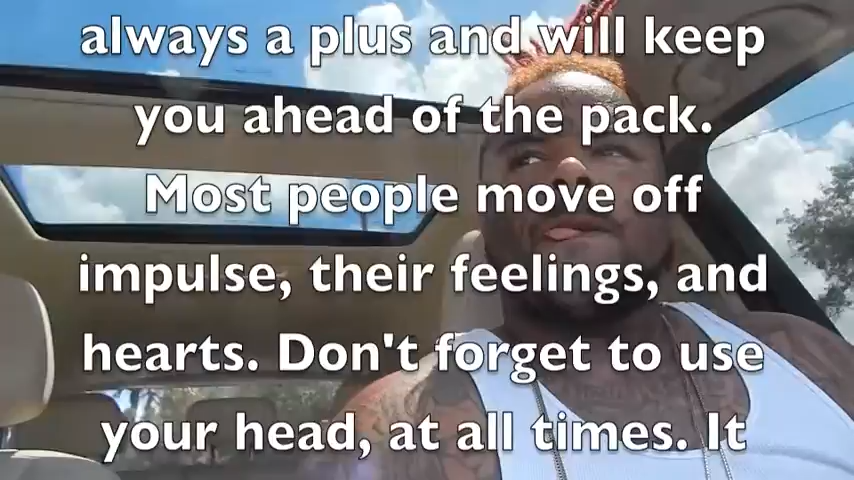 always a plus and will keep
you ahead of the pack.
Most people move off
impulse, their feelings, and
hearts. Don't forget to use
your head, at all times. It